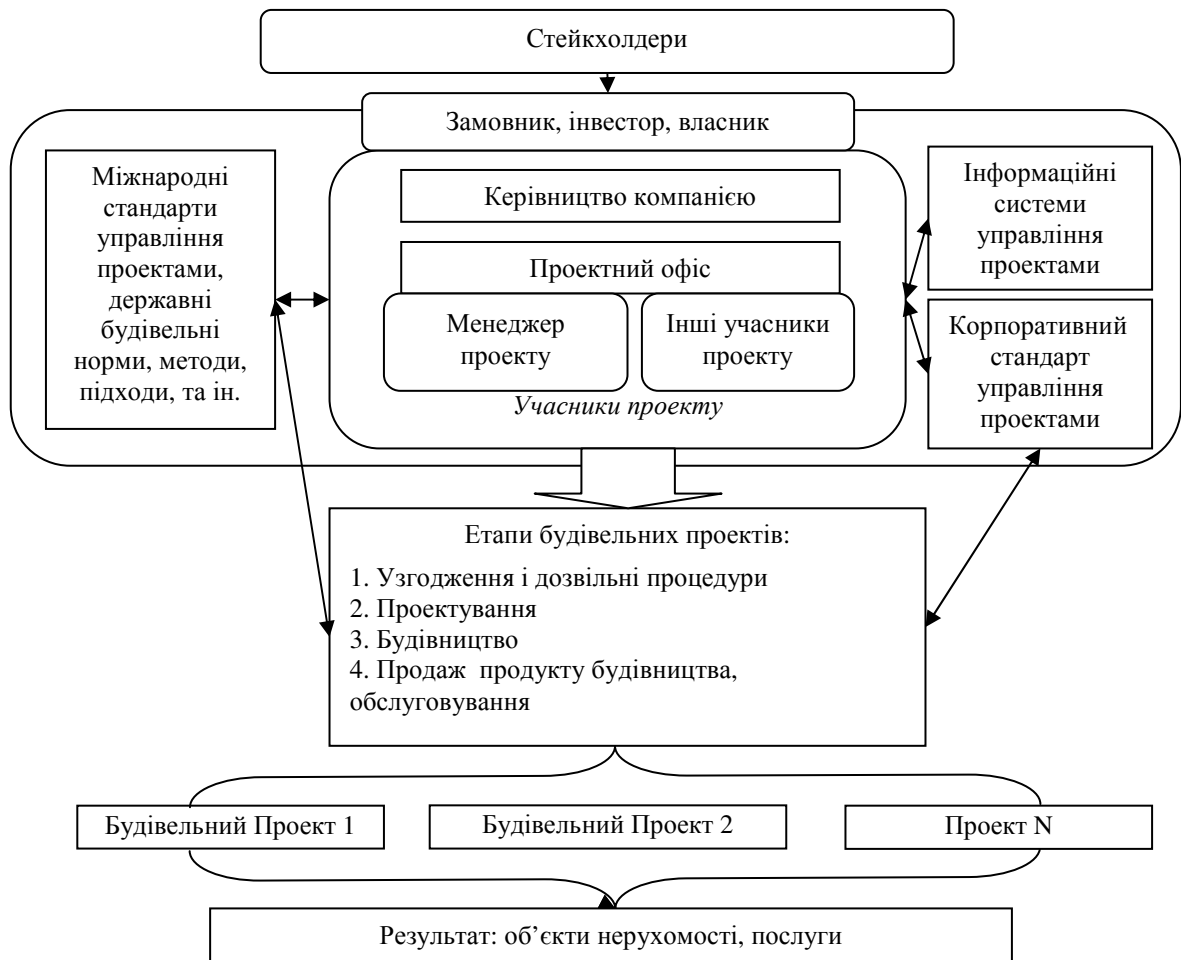 Стейкхолдери
Замовник, інвестор, власник
Міжнародні
стандарти
управління
проектами,
державні
будівельні
норми, методи,
підходи, та ін.
Керівництво компанією
Проектний офіс
Менеджер
проекту
Інші учасники
проекту
Учасники проекту
Інформаційні
системи
управління
проектами
Корпоративний
стандарт
управління
проектами
Етапи будівельних проектів:
1. Узгодження і дозвільні процедури
2. Проектування
3. Будівництво
4. Продаж продукту будівництва,
обслуговування
Будівельний Проект 1
Будівельний Проект 2
Проект N
Результат: об’єкти нерухомості, послуги